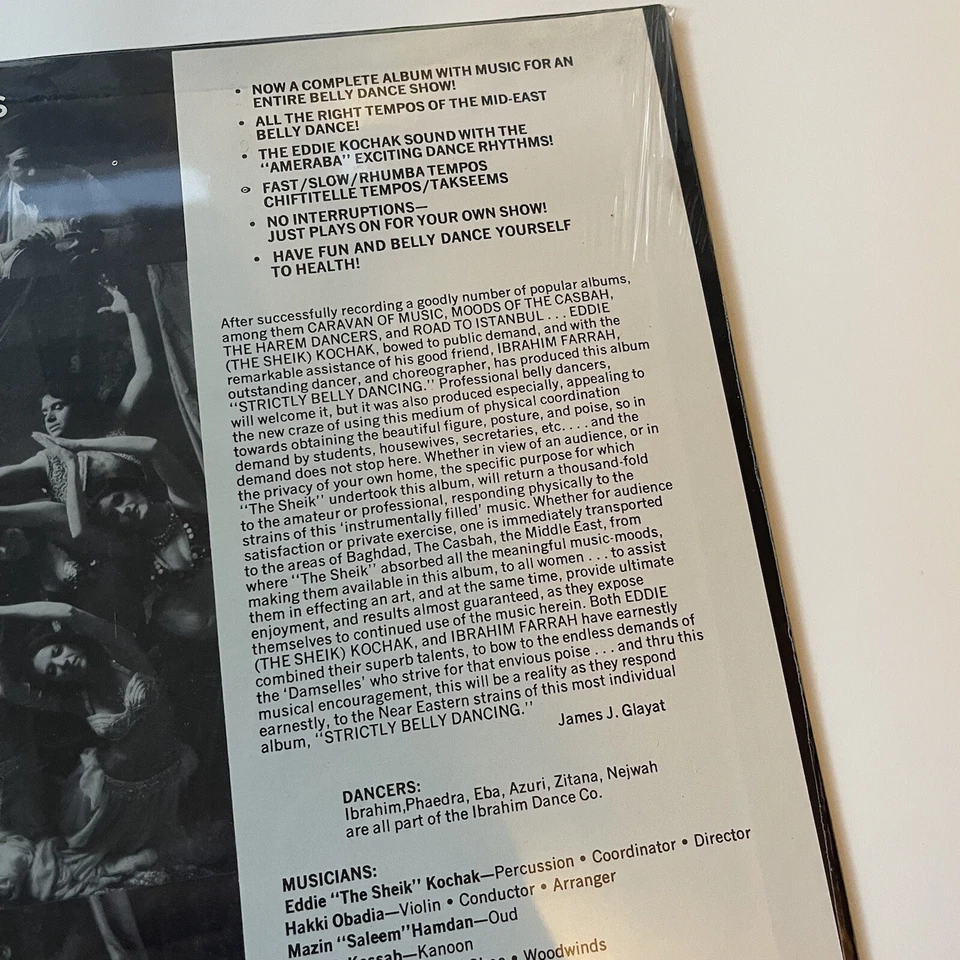 S
• NOW A COMPLETE ALBUM WITH MUSIC FOR AN
ENTIRE BELLY DANCE SHOW!
• ALL THE RIGHT TEMPOS OF THE MID-EAST
BELLY DANCE!
• THE EDDIE KOCHAK SOUND WITH THE
“AMERABA” EXCITING DANCE RHYTHMS!
• FAST/SLOW/RHUMBA TEMPOS
CHIFTITELLE TEMPOS/TAKSEEMS
• NO INTERRUPTIONS—
JUST PLAYS ON FOR YOUR OWN SHOW!
• HAVE FUN AND BELLY DANCE YOURSELF
TO HEALTH!
After successfully recording a goodly number of popular albums,
among them CARAVAN OF MUSIC, MOODS OF THE CASBAH,
THE HAREM DANCERS, and ROAD TO ISTANBUL . . . EDDIE
(THE SHEIK) KOCHAK, bowed to public demand, and with the
remarkable assistance of his good friend, IBRAHIM FARRAH,
outstanding dancer, and choreographer, has produced this album
“STRICTLY BELLY DANCING.” Professional belly dancers,
will welcome it, but it was also produced especially, appealing to
the new craze of using this medium of physical coordination
towards obtaining the beautiful figure, posture, and poise, so in
demand by students, housewives, secretaries, etc. . . . and the
demand does not stop here. Whether in view of an audience, or in
the privacy of your own home, the specific purpose for which
“The Sheik” undertook this album, will return a thousand-fold
to the amateur or professional, responding physically to the
strains of this ‘instrumentally filled’ music. Whether for audience
satisfaction or private exercise, one is immediately transported
to the areas of Baghdad, The Casbah, the Middle East, from
where “The Sheik” absorbed all the meaningful music-moods,
making them available in this album, to all women . . . to assist
them in effecting an art, and at the same time, provide ultimate
enjoyment, and results almost guaranteed, as they expose
themselves to continued use of the music herein. Both EDDIE
(THE SHEIK) KOCHAK, and IBRAHIM FARRAH have earnestly
combined their superb talents, to bow to the endless demands of
the ‘Damselles’ who strive for that envious poise . . . and thru this
musical encouragement, this will be a reality as they respond
earnestly, to the Near Eastern strains of this most individual
album, “STRICTLY BELLY DANCING.”
James J. Glayat
DANCERS:
Ibrahim,Phaedra, Eba, Azuri, Zitana, Nejwah
are all part of the Ibrahim Dance Co.
MUSICIANS:
Eddie “The Sheik” Kochak—Percussion • Coordinator • Director
Hakki Obadia—Violin • Conductor • Arranger
Mazin “Saleem”Hamdan—Oud
Kassab—Kanoon
• Woodwinds